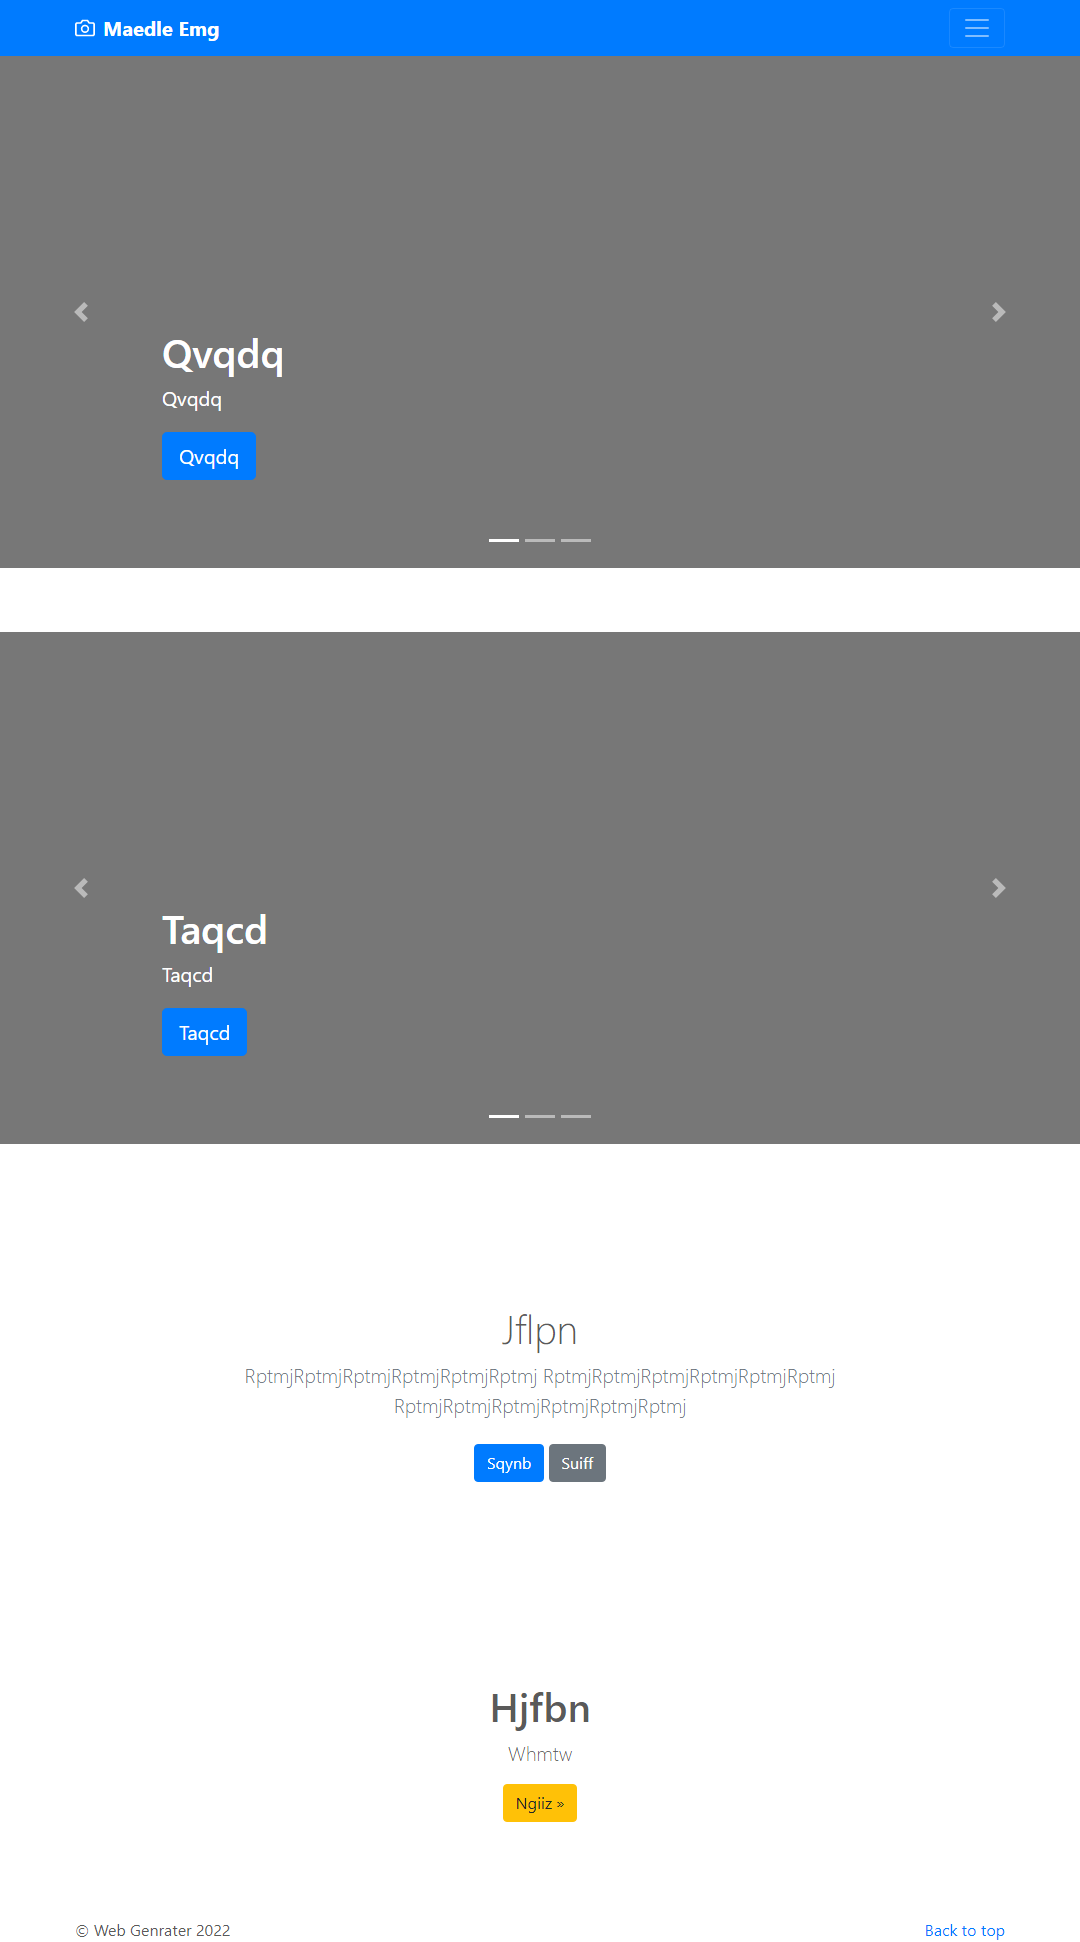 Maedle Emg
Qvqdq
Qvqdq
Qvqdq
Taqcd
Taqcd
Taqcd
Jflpn
RptmjRptmjRptmjRptmjRptmjRptmj RptmjRptmjRptmjRptmjRptmjRptmj
RptmjRptmjRptmjRptmjRptmjRptmj
Sqynb Suiff
Hjfbn
Whmtw
Ngiiz »
© Web Genrater 2022 Back to top